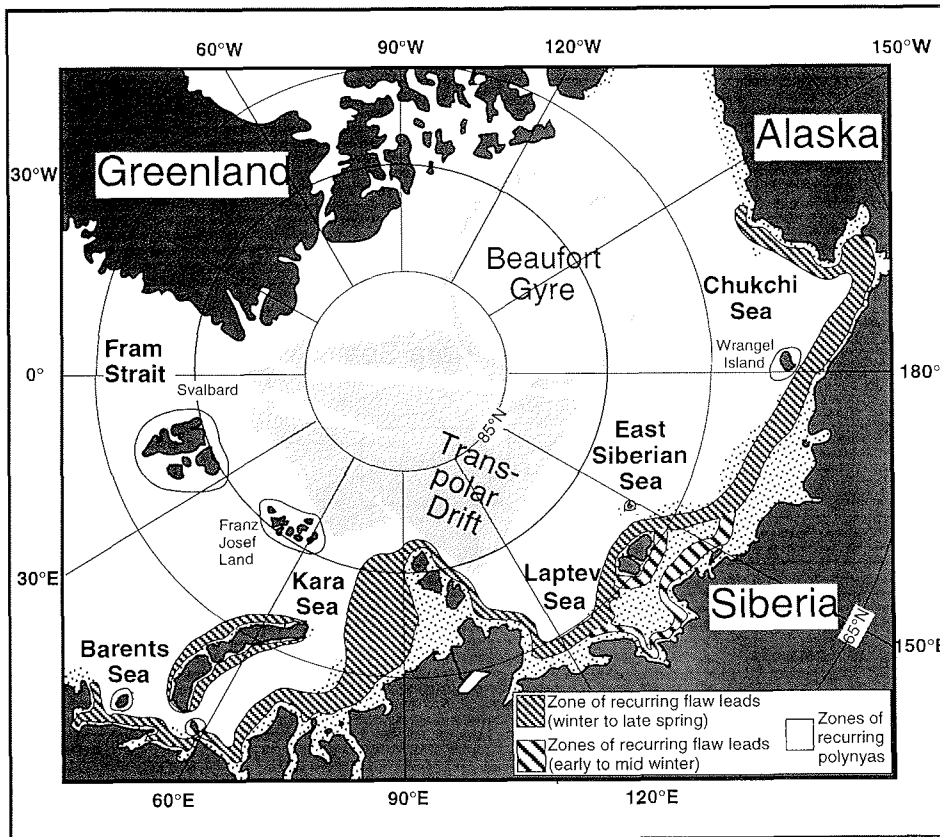 60°W
90°W
120°W
150°W
Alaska
Greenland
30°W
Beaufort
Gyre
Chukchi
Sea
Fram
Strait
Wrangel
Island
0°
180°
Svalbard
85°N
East
Siberian
Sea
Trans-
polar
Drift
Franz
Josef
Land
30°E
Kara
Sea
Laptev
Sea
Siberia
65°N
Barents
Sea
150°E
Zone of recurring flaw leads
(winter to late spring)
Zones of recurring flaw leads
(early to mid winter)
Zones of
recurring
polynyas
60°E
90°E
120°E